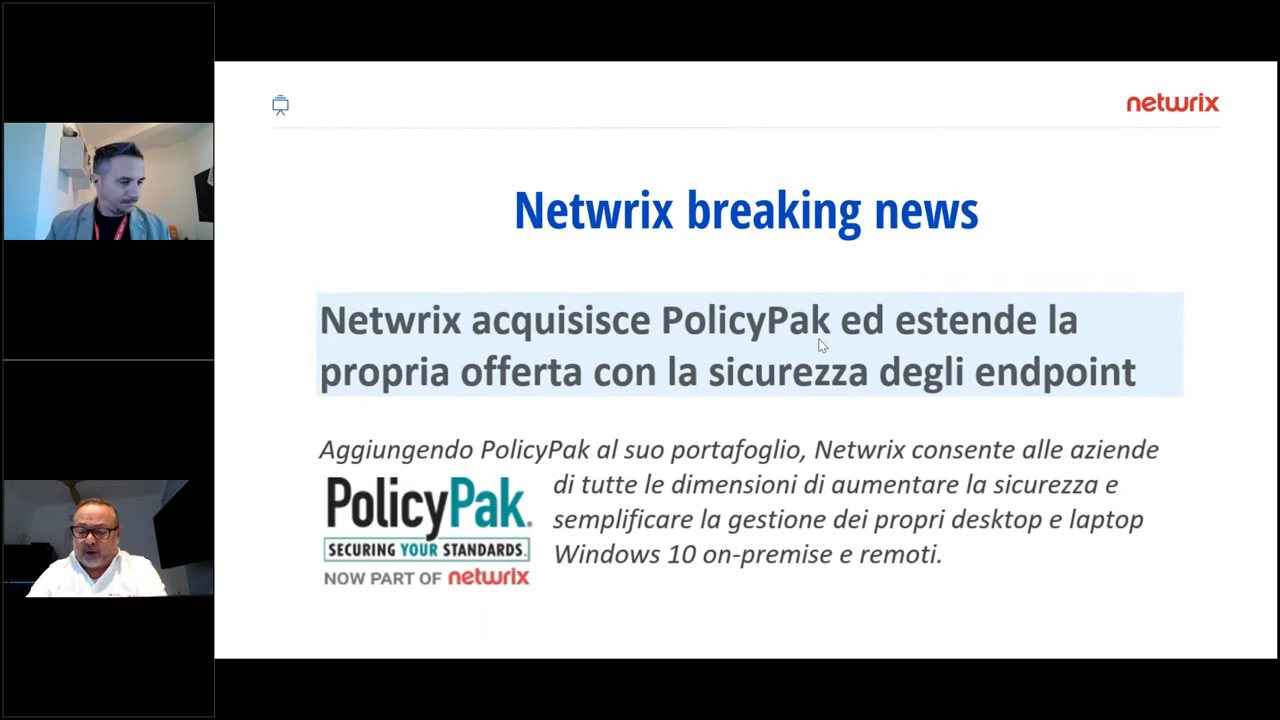 netwrix
Netwrix breaking news
Netwrix acquisisce PolicyPak ed estende la
propria offerta con la sicurezza degli endpoint
Aggiungendo PolicyPak al suo portafoglio, Netwrix consente alle aziende
di tutte le dimensioni di aumentare la sicurezza e
semplificare la gestione dei propri desktop e laptop
Windows 10 on-premise e remoti.
PolicyPak®
SECURING YOUR STANDARDS.
NOW PART OF netwrix